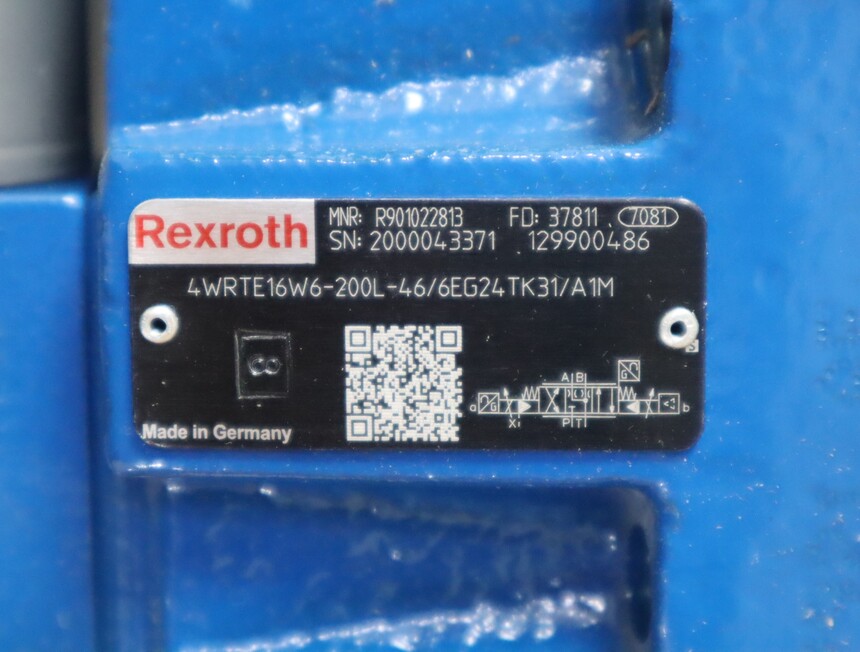 Rexroth
MNR: R901022813 FD: 37811 7081
SN: 2000043371 129900486
4WRTE16W6-200L-46/6EG24TK31/A1M
A B
G
a G b
X P T
Made in Germany